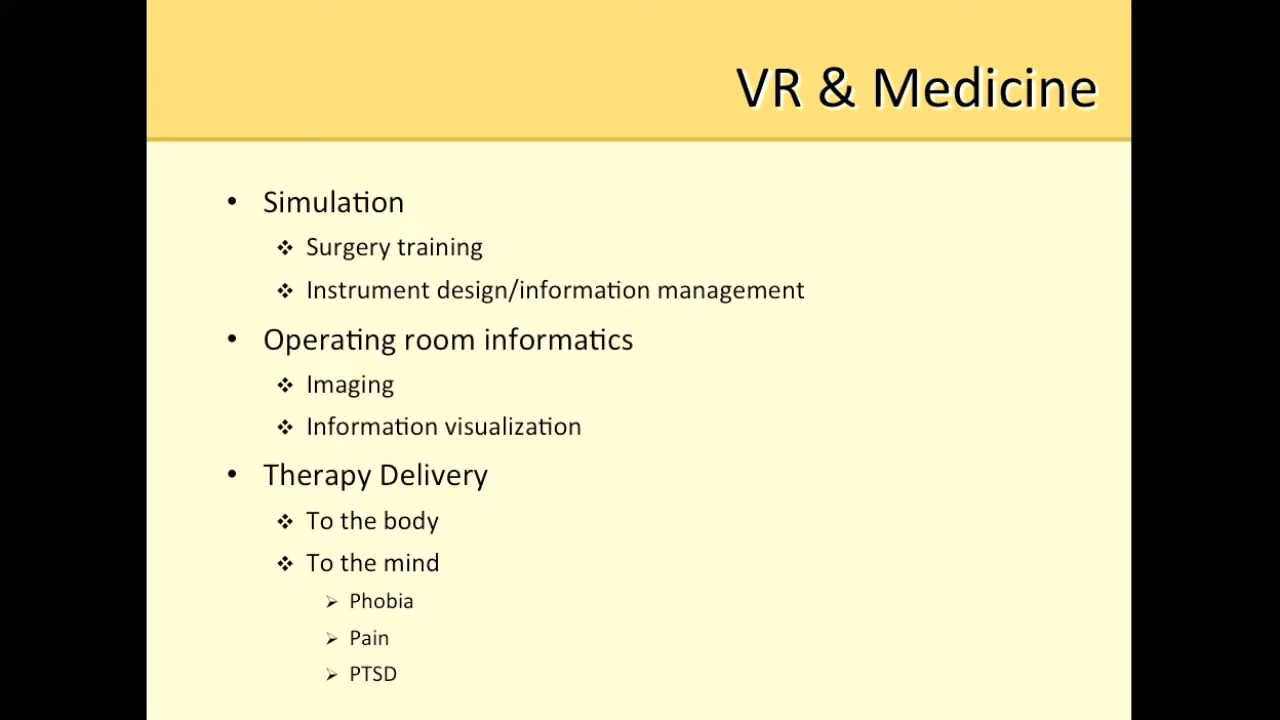 VR & Medicine
• Simulation
❖ Surgery training
❖ Instrument design/information management
• Operating room informatics
❖ Imaging
❖ Information visualization
• Therapy Delivery
❖ To the body
❖ To the mind
➢ Phobia
➢ Pain
➢ PTSD